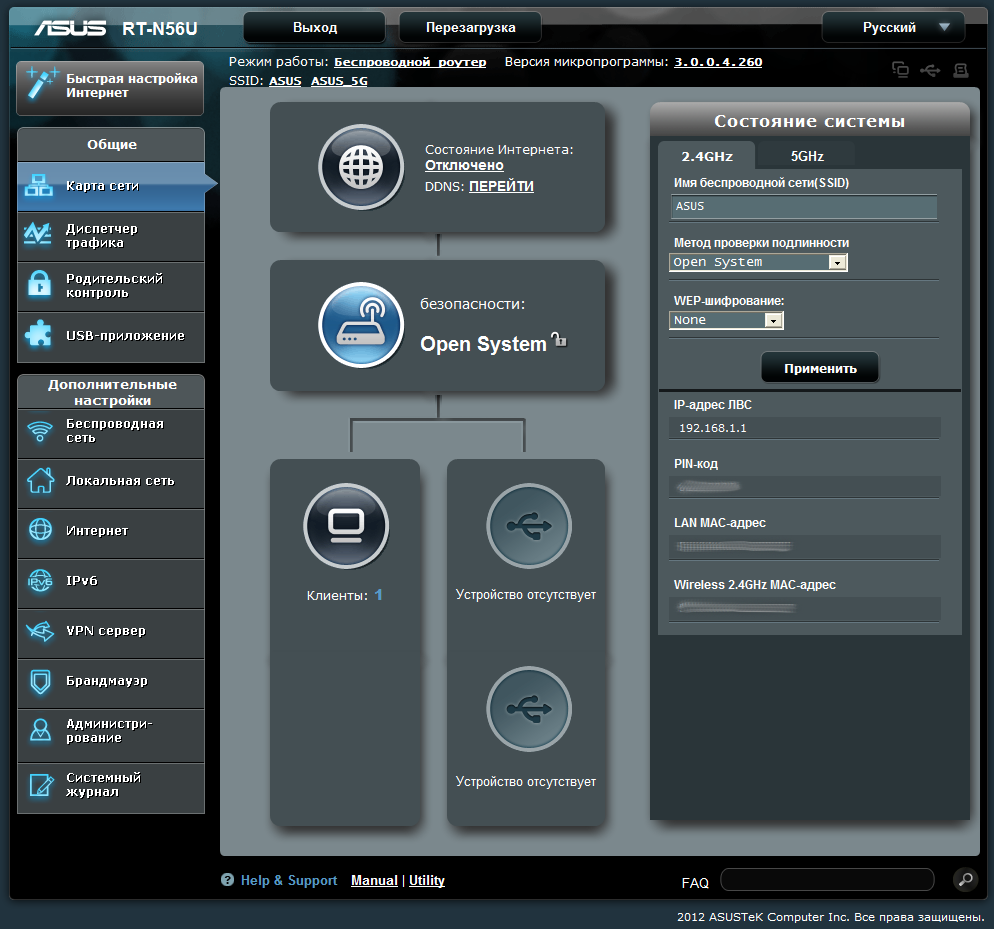 ASUS RT-N56U Выход Перезагрузка Русский
Быстрая настройка
Интернет
Режим работы: Беспроводной роутер Версия микропрограммы: 3.0.0.4.260
SSID: ASUS ASUS_5G
Общие
Карта сети
Диспетчер
трафика
Родительский
контроль
USB-приложение
Дополнительные
настройки
Беспроводная
сеть
Локальная сеть
Интернет
IPv6
IPv6
VPN сервер
Брандмауэр
Администри-
рование
Системный
журнал
Состояние Интернета:
Отключено
DDNS: ПЕРЕЙТИ
безопасности:
Open System
Клиенты: 1
Устройство отсутствует
Устройство отсутствует
Состояние системы
2.4GHz 5GHz
Имя беспроводной сети(SSID)
ASUS
Метод проверки подлинности
Open System
WEP-шифрование:
None
Применить
IP-адрес ЛВС
192.168.1.1
PIN-код
LAN MAC-адрес
Wireless 2.4GHz MAC-адрес
? Help & Support Manual | Utility FAQ
2012 ASUSTeK Computer Inc. Все права защищены.